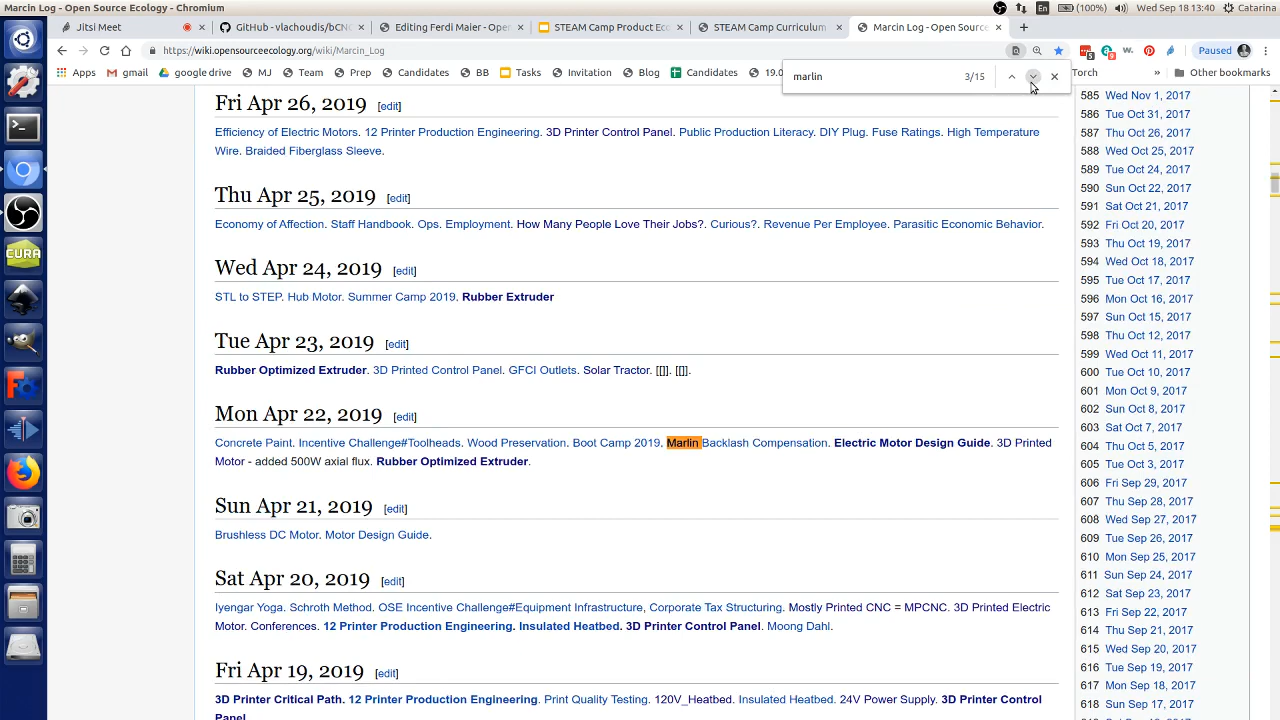 Marcin Log - Open Source Ecology - Chromium
En (100%) Wed Sep 18 13:40 Catarina
Jitsi Meet
GitHub - vlachoudis/bCNC
Editing Ferdi Maier - Open S
STEAM Camp Product Eco
STEAM Camp Curriculum
Marcin Log - Open Source
https://wiki.opensourceecology.org/wiki/Marcin_Log
Paused
Apps gmail google drive MJ Team Prep Candidates BB Wiki Invitation Blog Candidates 19.0 Torch » Other bookmarks
marlin 3/15
Fri Apr 26, 2019 [edit]
Efficiency of Electric Motors. 12 Printer Production Engineering. 3D Printer Control Panel. Public Production Literacy. DIY Plug. Fuse Ratings. High Temperature
Wire. Braided Fiberglass Sleeve.
Thu Apr 25, 2019 [edit]
Economy of Affection. Staff Handbook. Ops. Employment. How Many People Love Their Jobs?. Curious?. Revenue Per Employee. Parasitic Economic Behavior.
Wed Apr 24, 2019 [edit]
STL to STEP. Hub Motor. Summer Camp 2019. Rubber Extruder
Tue Apr 23, 2019 [edit]
Rubber Optimized Extruder. 3D Printed Control Panel. GFCI Outlets. Solar Tractor. [[]]. [[]].
Mon Apr 22, 2019 [edit]
Concrete Paint. Incentive Challenge#Toolheads. Wood Preservation. Boot Camp 2019. Marlin Backlash Compensation. Electric Motor Design Guide. 3D Printed
Motor - added 500W axial flux. Rubber Optimized Extruder.
Sun Apr 21, 2019 [edit]
Brushless DC Motor. Motor Design Guide.
Sat Apr 20, 2019 [edit]
Iyengar Yoga. Schroth Method. OSE Incentive Challenge#Equipment Infrastructure, Corporate Tax Structuring. Mostly Printed CNC = MPCNC. 3D Printed Electric
Motor. Conferences. 12 Printer Production Engineering. Insulated Heatbed. 3D Printer Control Panel. Moong Dahl.
Fri Apr 19, 2019 [edit]
3D Printer Critical Path. 12 Printer Production Engineering. Print Quality Testing. 120V_Heatbed. Insulated Heatbed. 24V Power Supply. 3D Printer Control
Panel.
585 Wed Nov 1, 2017
586 Tue Oct 31, 2017
587 Thu Oct 26, 2017
588 Wed Oct 25, 2017
589 Tue Oct 24, 2017
590 Sun Oct 22, 2017
591 Sat Oct 21, 2017
592 Fri Oct 20, 2017
593 Thu Oct 19, 2017
594 Wed Oct 18, 2017
595 Tue Oct 17, 2017
596 Mon Oct 16, 2017
597 Sun Oct 15, 2017
598 Thu Oct 12, 2017
599 Wed Oct 11, 2017
600 Tue Oct 10, 2017
601 Mon Oct 9, 2017
602 Sun Oct 8, 2017
603 Sat Oct 7, 2017
604 Thu Oct 5, 2017
605 Tue Oct 3, 2017
606 Fri Sep 29, 2017
607 Thu Sep 28, 2017
608 Wed Sep 27, 2017
609 Tue Sep 26, 2017
610 Mon Sep 25, 2017
611 Sun Sep 24, 2017
612 Sat Sep 23, 2017
613 Fri Sep 22, 2017
614 Thu Sep 21, 2017
615 Wed Sep 20, 2017
616 Tue Sep 19, 2017
617 Mon Sep 18, 2017
618 Sun Sep 17, 2017
CURA